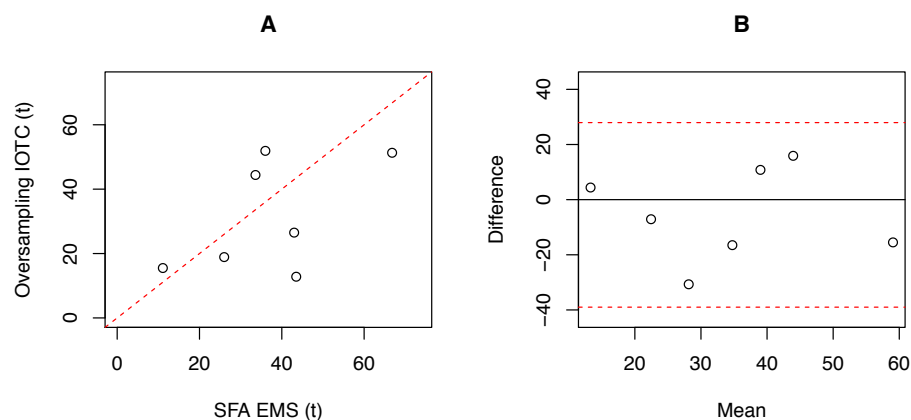 A
Oversampling IOTC (t)
60
40
20
0
0 20 40 60
SFA EMS (t)
B
Difference
40
20
0
−20
−40
20 30 40 50 60
Mean